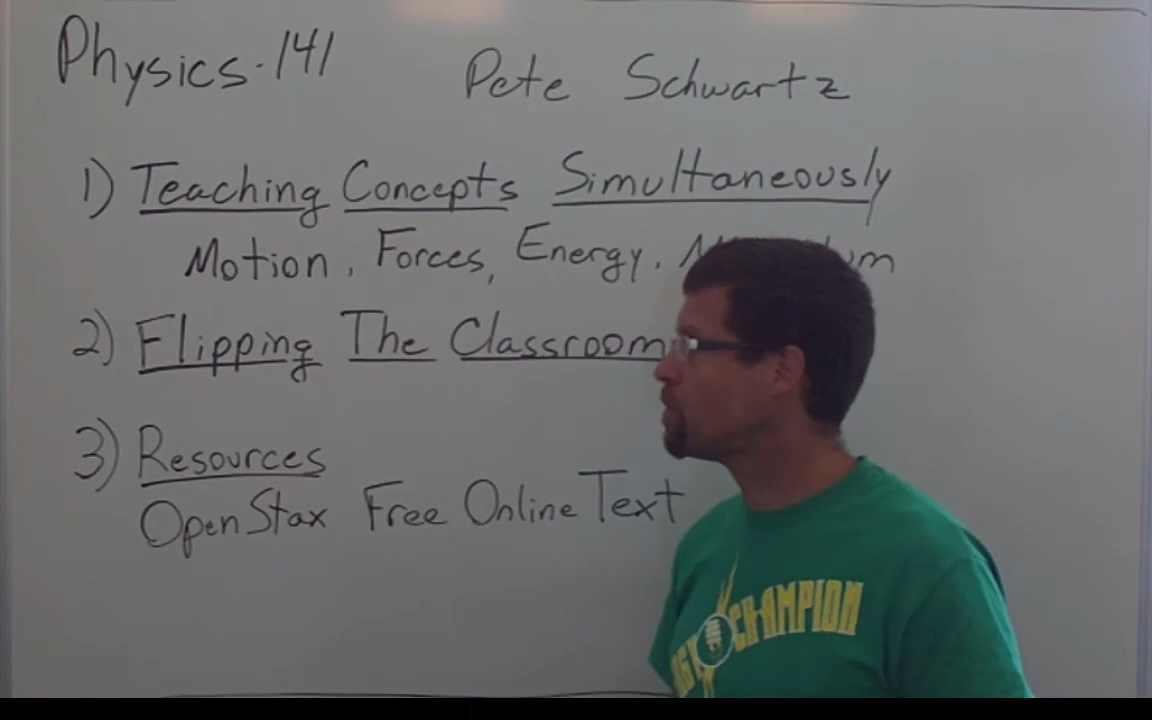 Physics-141
Pete Schwartz
1) Teaching Concepts Simultaneously
Motion, Forces, Energy,
2) Flipping The Classroom
3) Resources
OpenStax Free Online Text
CHAMPION